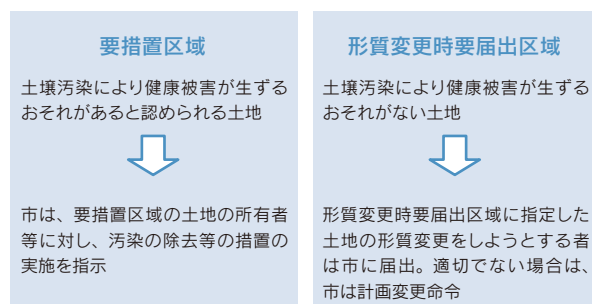 要措置区域
土壌汚染により健康被害が生ずる
おそれがあると認められる土地
市は、要措置区域の土地の所有者
等に対し、汚染の除去等の措置の
実施を指示
形質変更時要届出区域
土壌汚染により健康被害が生ずる
おそれがない土地
形質変更時要届出区域に指定した
土地の形質変更をしようとする者
は市に届出。適切でない場合は、
市は計画変更命令